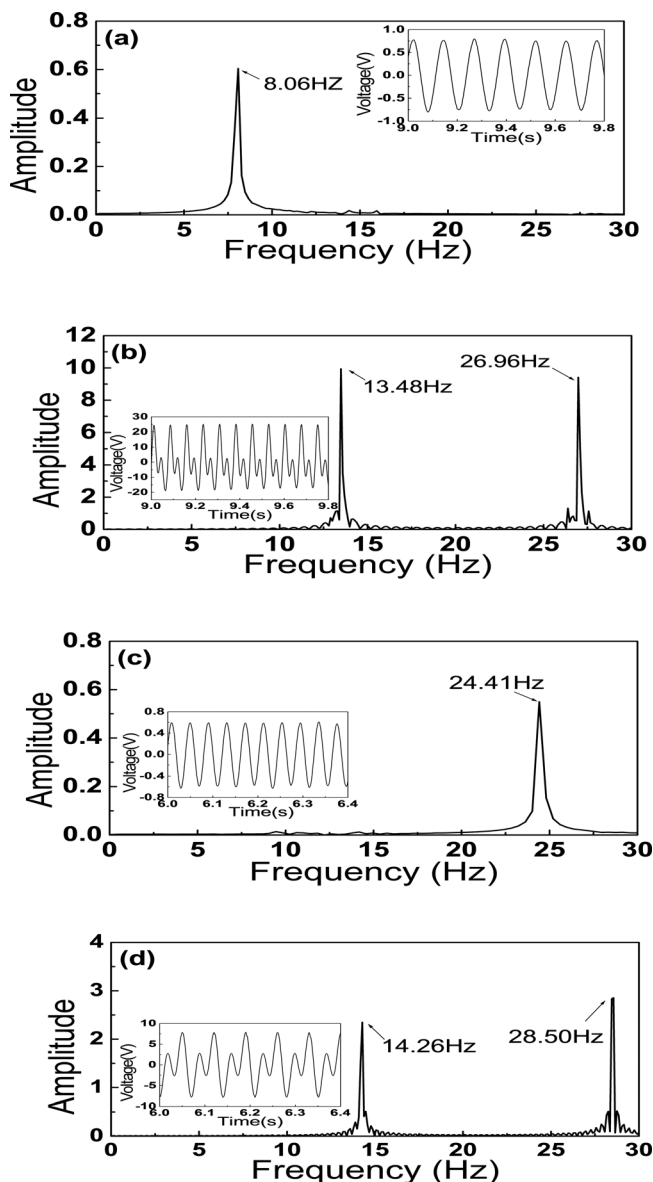 (a)
8.06HZ
Amplitude
0.8
0.6
0.4
0.2
0.0
0 5 10 15 20 25 30
Frequency (Hz)
Voltage(V)
1.0
0.5
0.0
-0.5
-1.0
9.0 9.2 9.4 9.6 9.8
Time(s)
(b)
13.48Hz
26.96Hz
Amplitude
12
10
8
6
4
2
0
0 5 10 15 20 25 30
Frequency (Hz)
Voltage(V)
30
20
10
0
-10
-20
9.0 9.2 9.4 9.6 9.8
Time(s)
(c)
24.41Hz
Amplitude
0.8
0.6
0.4
0.2
0.0
0 5 10 15 20 25 30
Frequency (Hz)
Voltage(V)
0.8
0.4
0.0
-0.4
-0.8
6.0 6.1 6.2 6.3 6.4
Time(s)
(d)
14.26Hz
28.50Hz
Amplitude
4
3
2
1
0
0 5 10 15 20 25 30
Frequency (Hz)
Voltage(V)
10
5
0
-5
-10
6.0 6.1 6.2 6.3 6.4
Time(s)